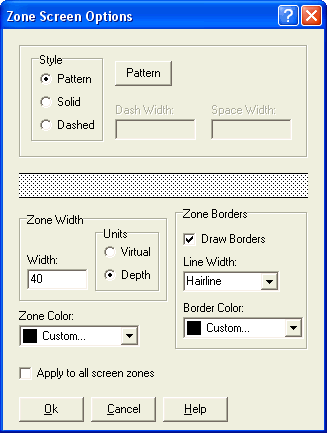 Zone Screen Options
Style
Pattern
Pattern
Solid
Dashed
Dash Width:
Space Width:
Zone Width
Units
Virtual
Depth
Width:
40
Zone Borders
Draw Borders
Line Width:
Hairline
Border Color:
Custom...
Zone Color:
Custom...
Apply to all screen zones
Ok
Cancel
Help